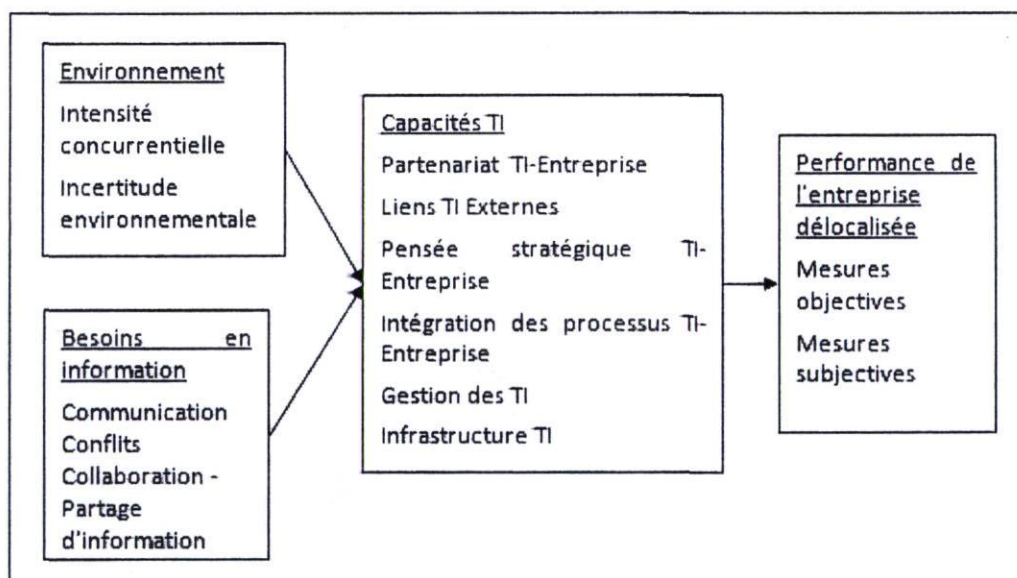 Environnement
Intensité
concurrentielle
Incertitude
environnementale
Besoins en
information
Communication
Conflits
Collaboration -
Partage
d'information
Capacités TI
Partenariat TI-Entreprise
Liens TI Externes
Pensée stratégique TI-
Entreprise
Intégration des processus TI-
Entreprise
Gestion des TI
Infrastructure TI
Performance de
l'entreprise
délocalisée
Mesures
objectives
Mesures
subjectives